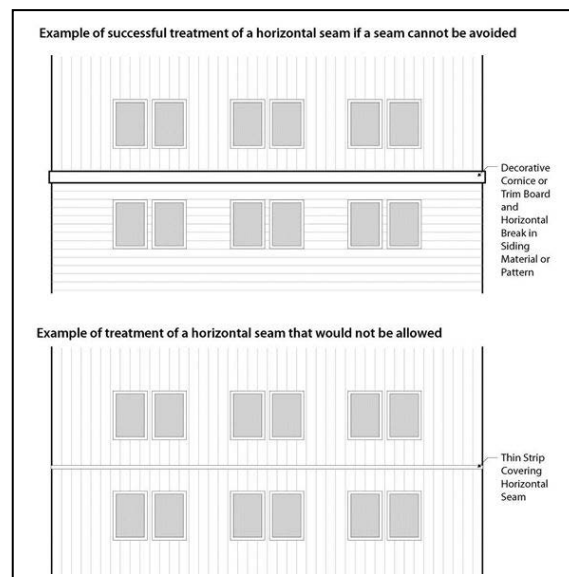 Example of successful treatment of a horizontal seam if a seam cannot be avoided
Decorative
Cornice or
Trim Board
and
Horizontal
Break in
Siding
Material or
Pattern
Example of treatment of a horizontal seam that would not be allowed
Thin Strip
Covering
Horizontal
Seam